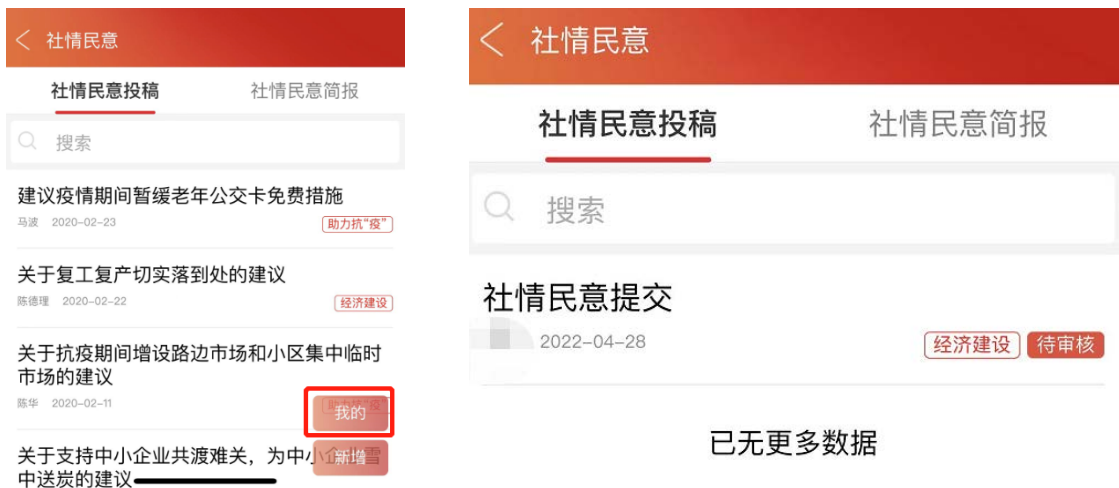 社情民意
社情民意投稿 社情民意简报
搜索
建议疫情期间暂缓老年公交卡免费措施
马波 2020-02-23 助力抗“疫”
关于复工复产切实落到处的建议
陈德理 2020-02-22 经济建设
关于抗疫期间增设路边市场和小区集中临时
市场的建议
陈华 2020-02-11
我的
关于支持中小企业共渡难关，为中小企业雪
新增
中送炭的建议
社情民意
社情民意投稿 社情民意简报
搜索
社情民意提交
2022-04-28 经济建设 待审核
已无更多数据